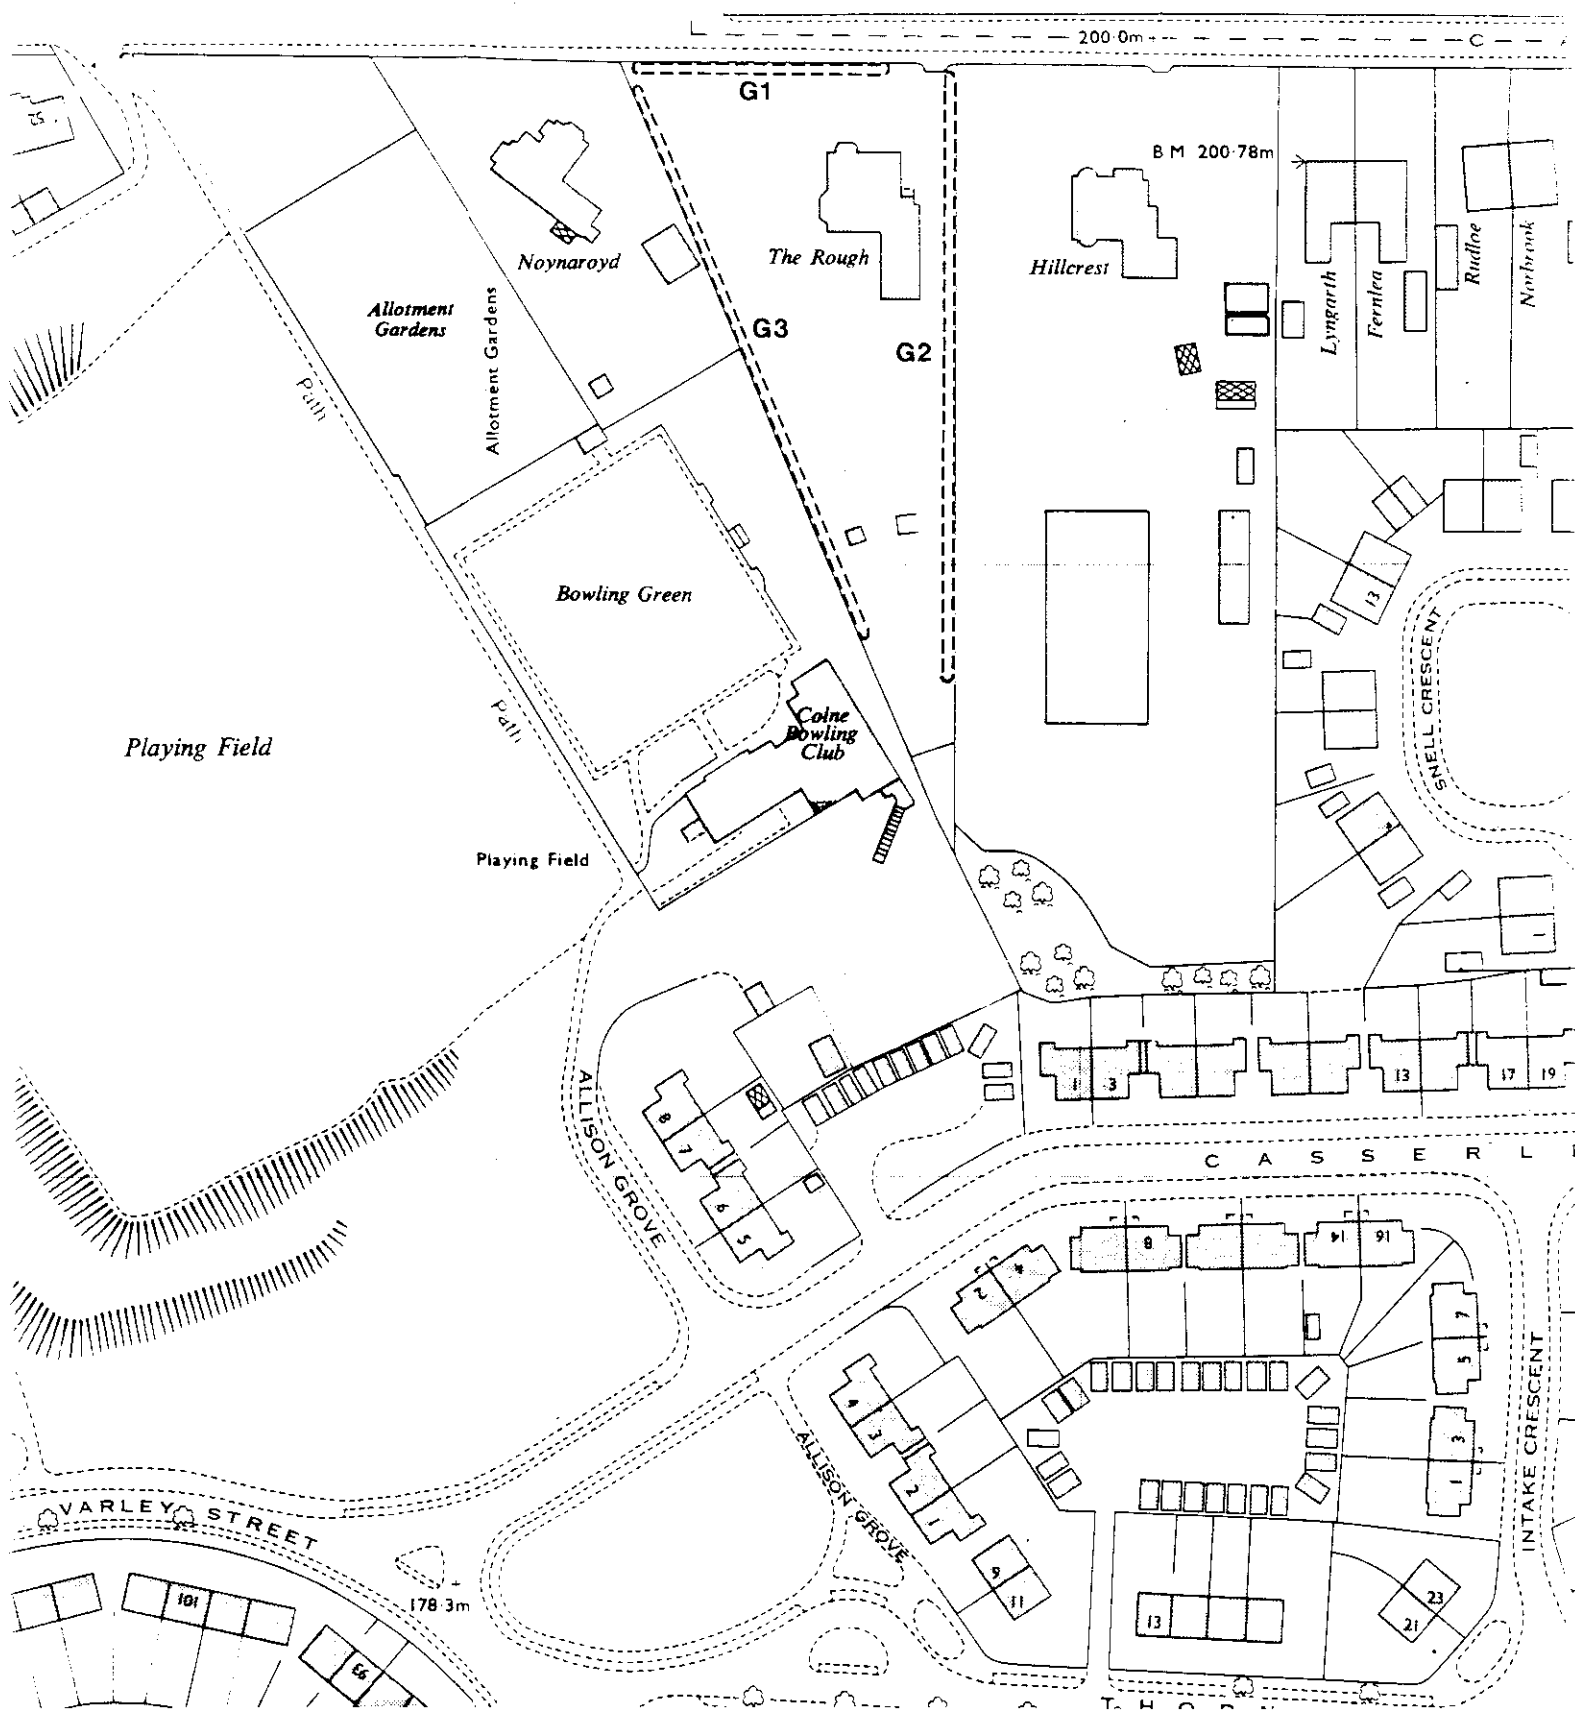 200·0m
C
G1
52
B M 200·78m
Noynaroyd
The Rough
Hillcrest
Lyngarth
Fernlea
Rudloe
Norbrook
Allotment
Gardens
Allotment Gardens
G3
G2
Path
Bowling Green
13
SNELL CRESCENT
Path
Colne
Bowling
Club
Playing Field
Playing Field
1
1
3
13
17
19
ALLISON GROVE
8
7
6
5
C A S S E R L
2
4
8
14
16
7
5
3
1
INTAKE CRESCENT
4
3
2
1
ALLISON GROVE
9
11
13
23
21
VARLEY STREET
178·3m
101
93
T H O R N